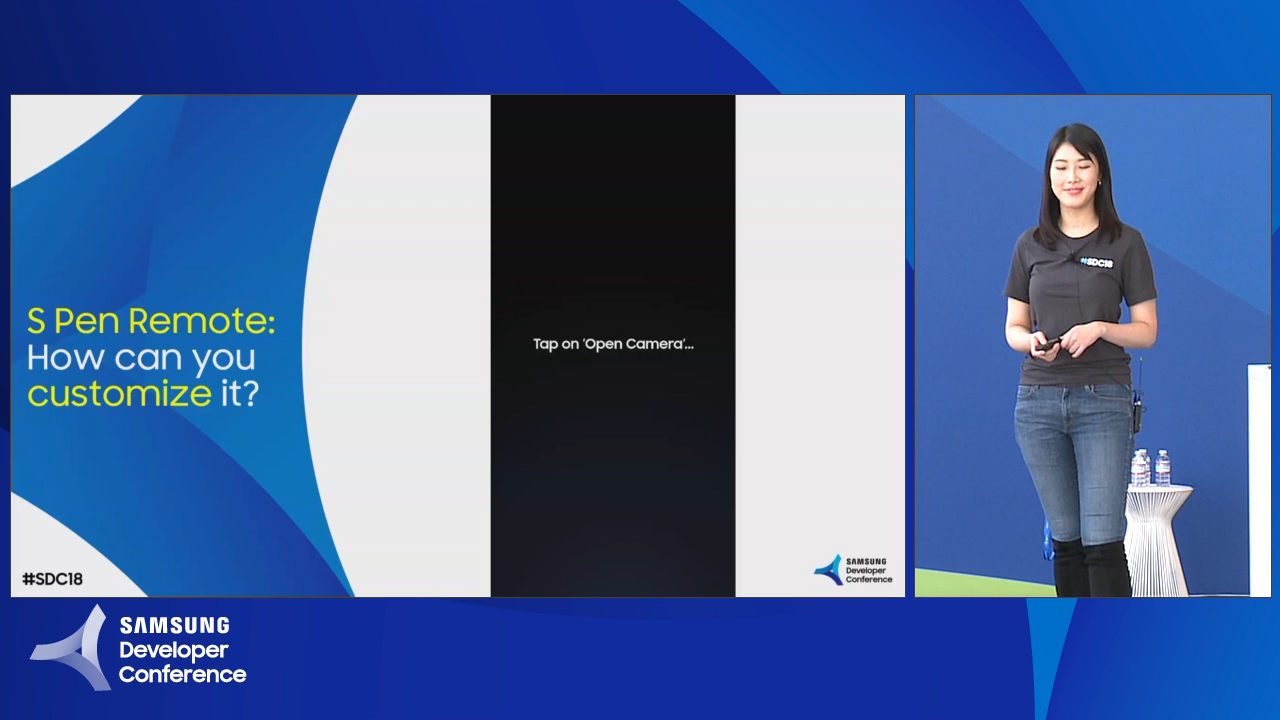 S Pen Remote:
How can you
customize it?
Tap on ‘Open Camera’...
#SDC18
SAMSUNG
Developer
Conference
#SDC18
SAMSUNG
Developer
Conference